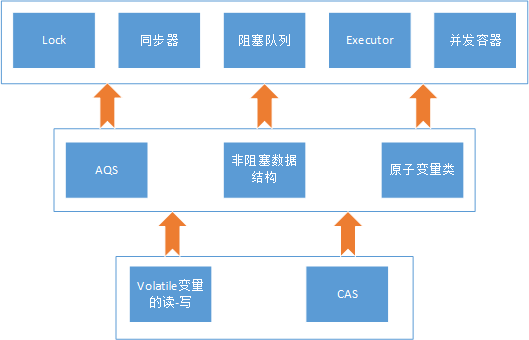 Lock
同步器
阻塞队列
Executor
并发容器
AQS
非阻塞数据
结构
原子变量类
Volatile变量
的读-写
CAS